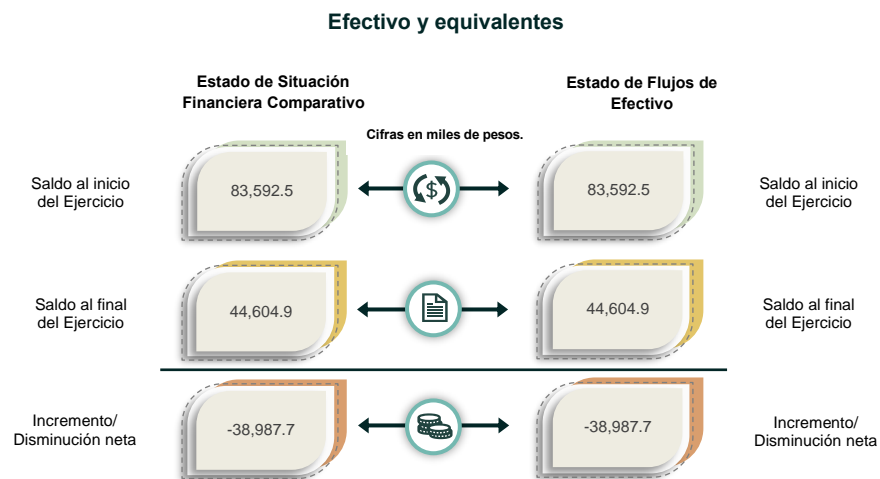 Efectivo y equivalentes
Estado de Situación
Financiera Comparativo
Estado de Flujos de
Efectivo
Cifras en miles de pesos.
Saldo al inicio
del Ejercicio
83,592.5
$
83,592.5
Saldo al inicio
del Ejercicio
Saldo al final
del Ejercicio
44,604.9
44,604.9
Saldo al final
del Ejercicio
Incremento/
Disminución neta
-38,987.7
-38,987.7
Incremento/
Disminución neta